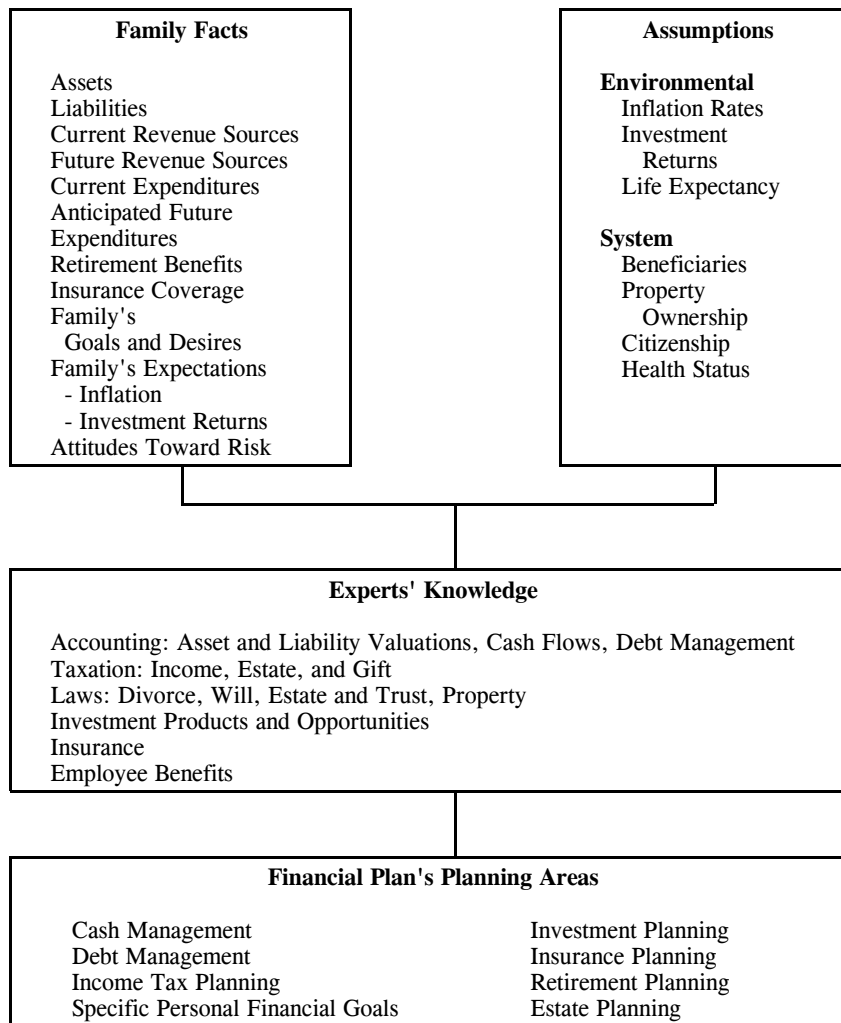 Family Facts
Assets
Liabilities
Current Revenue Sources
Future Revenue Sources
Current Expenditures
Anticipated Future
Expenditures
Retirement Benefits
Insurance Coverage
Family's
Goals and Desires
Family's Expectations
- Inflation
- Investment Returns
Attitudes Toward Risk
Assumptions
Environmental
Inflation Rates
Investment
Returns
Life Expectancy
System
Beneficiaries
Property
Ownership
Citizenship
Health Status
Experts' Knowledge
Accounting: Asset and Liability Valuations, Cash Flows, Debt Management
Taxation: Income, Estate, and Gift
Laws: Divorce, Will, Estate and Trust, Property
Investment Products and Opportunities
Insurance
Employee Benefits
Financial Plan's Planning Areas
Cash Management
Debt Management
Income Tax Planning
Specific Personal Financial Goals
Investment Planning
Insurance Planning
Retirement Planning
Estate Planning